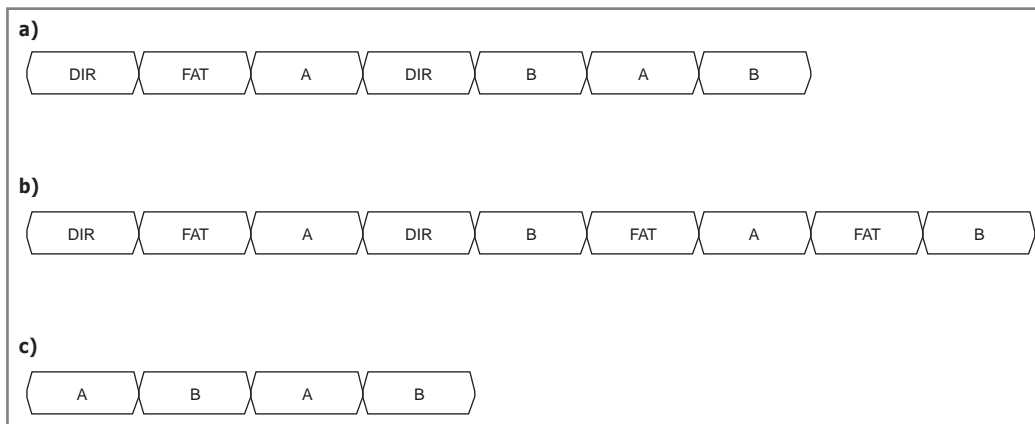 a)
DIR FAT A DIR B A B
b)
DIR FAT A DIR B FAT A FAT B
c)
A B A B